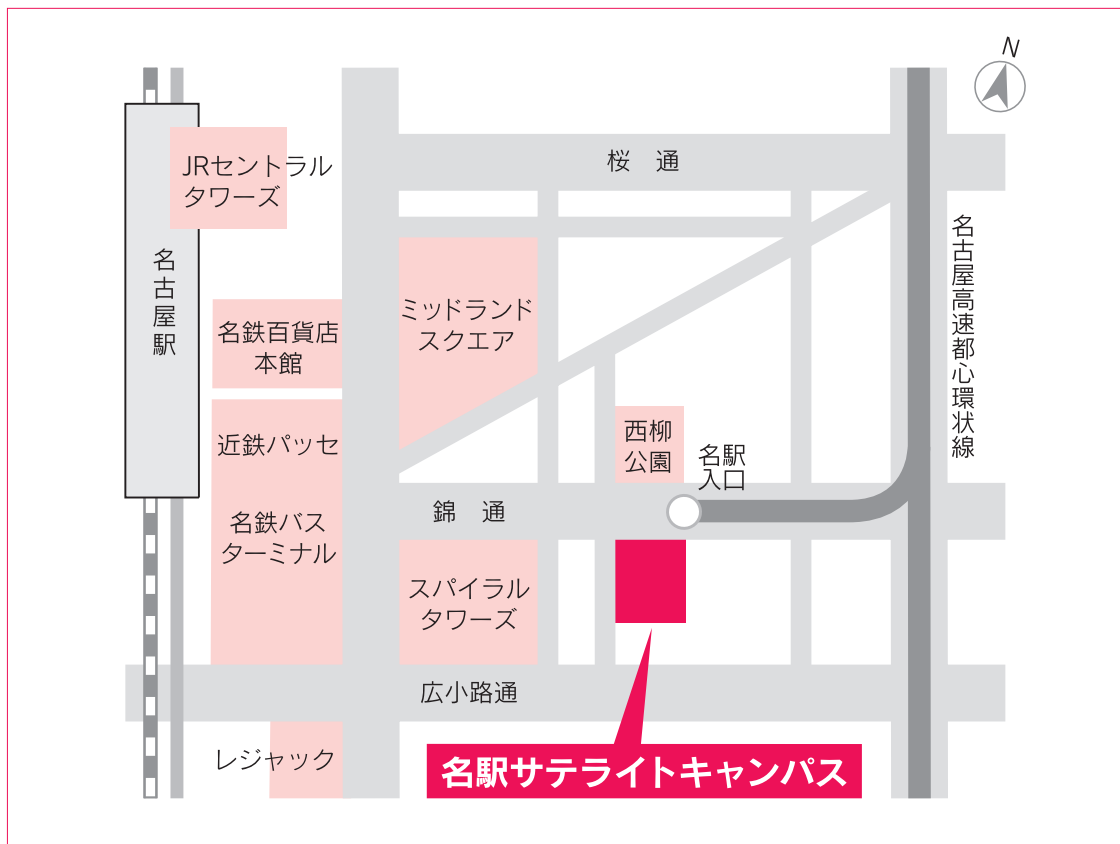 N
JRセントラル
タワーズ
桜　通
名古屋駅
名古屋高速都心環状線
名鉄百貨店
本館
ミッドランド
スクエア
近鉄パッセ
西柳
公園
名駅
入口
名鉄バス
ターミナル
錦　通
スパイラル
タワーズ
広小路通
レジャック
名駅サテライトキャンパス